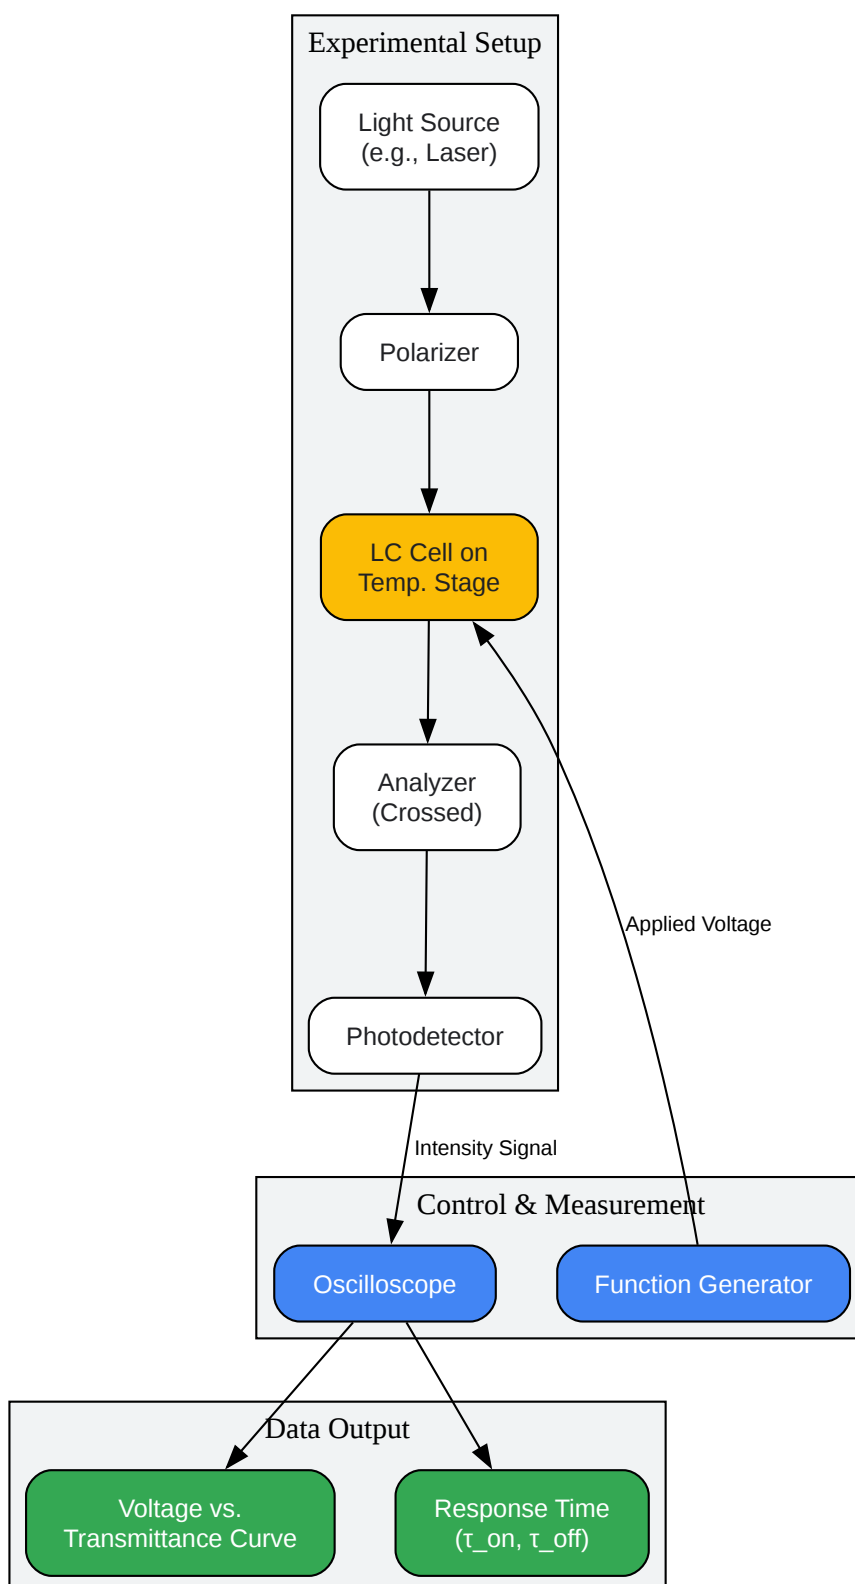 Experimental Setup
Light Source
(e.g., Laser)
Polarizer
LC Cell on
Temp. Stage
Analyzer
(Crossed)
Applied Voltage
Photodetector
Intensity Signal
Control & Measurement
Oscilloscope
Function Generator
Data Output
Voltage vs.
Transmittance Curve
Response Time
(τ_on, τ_off)